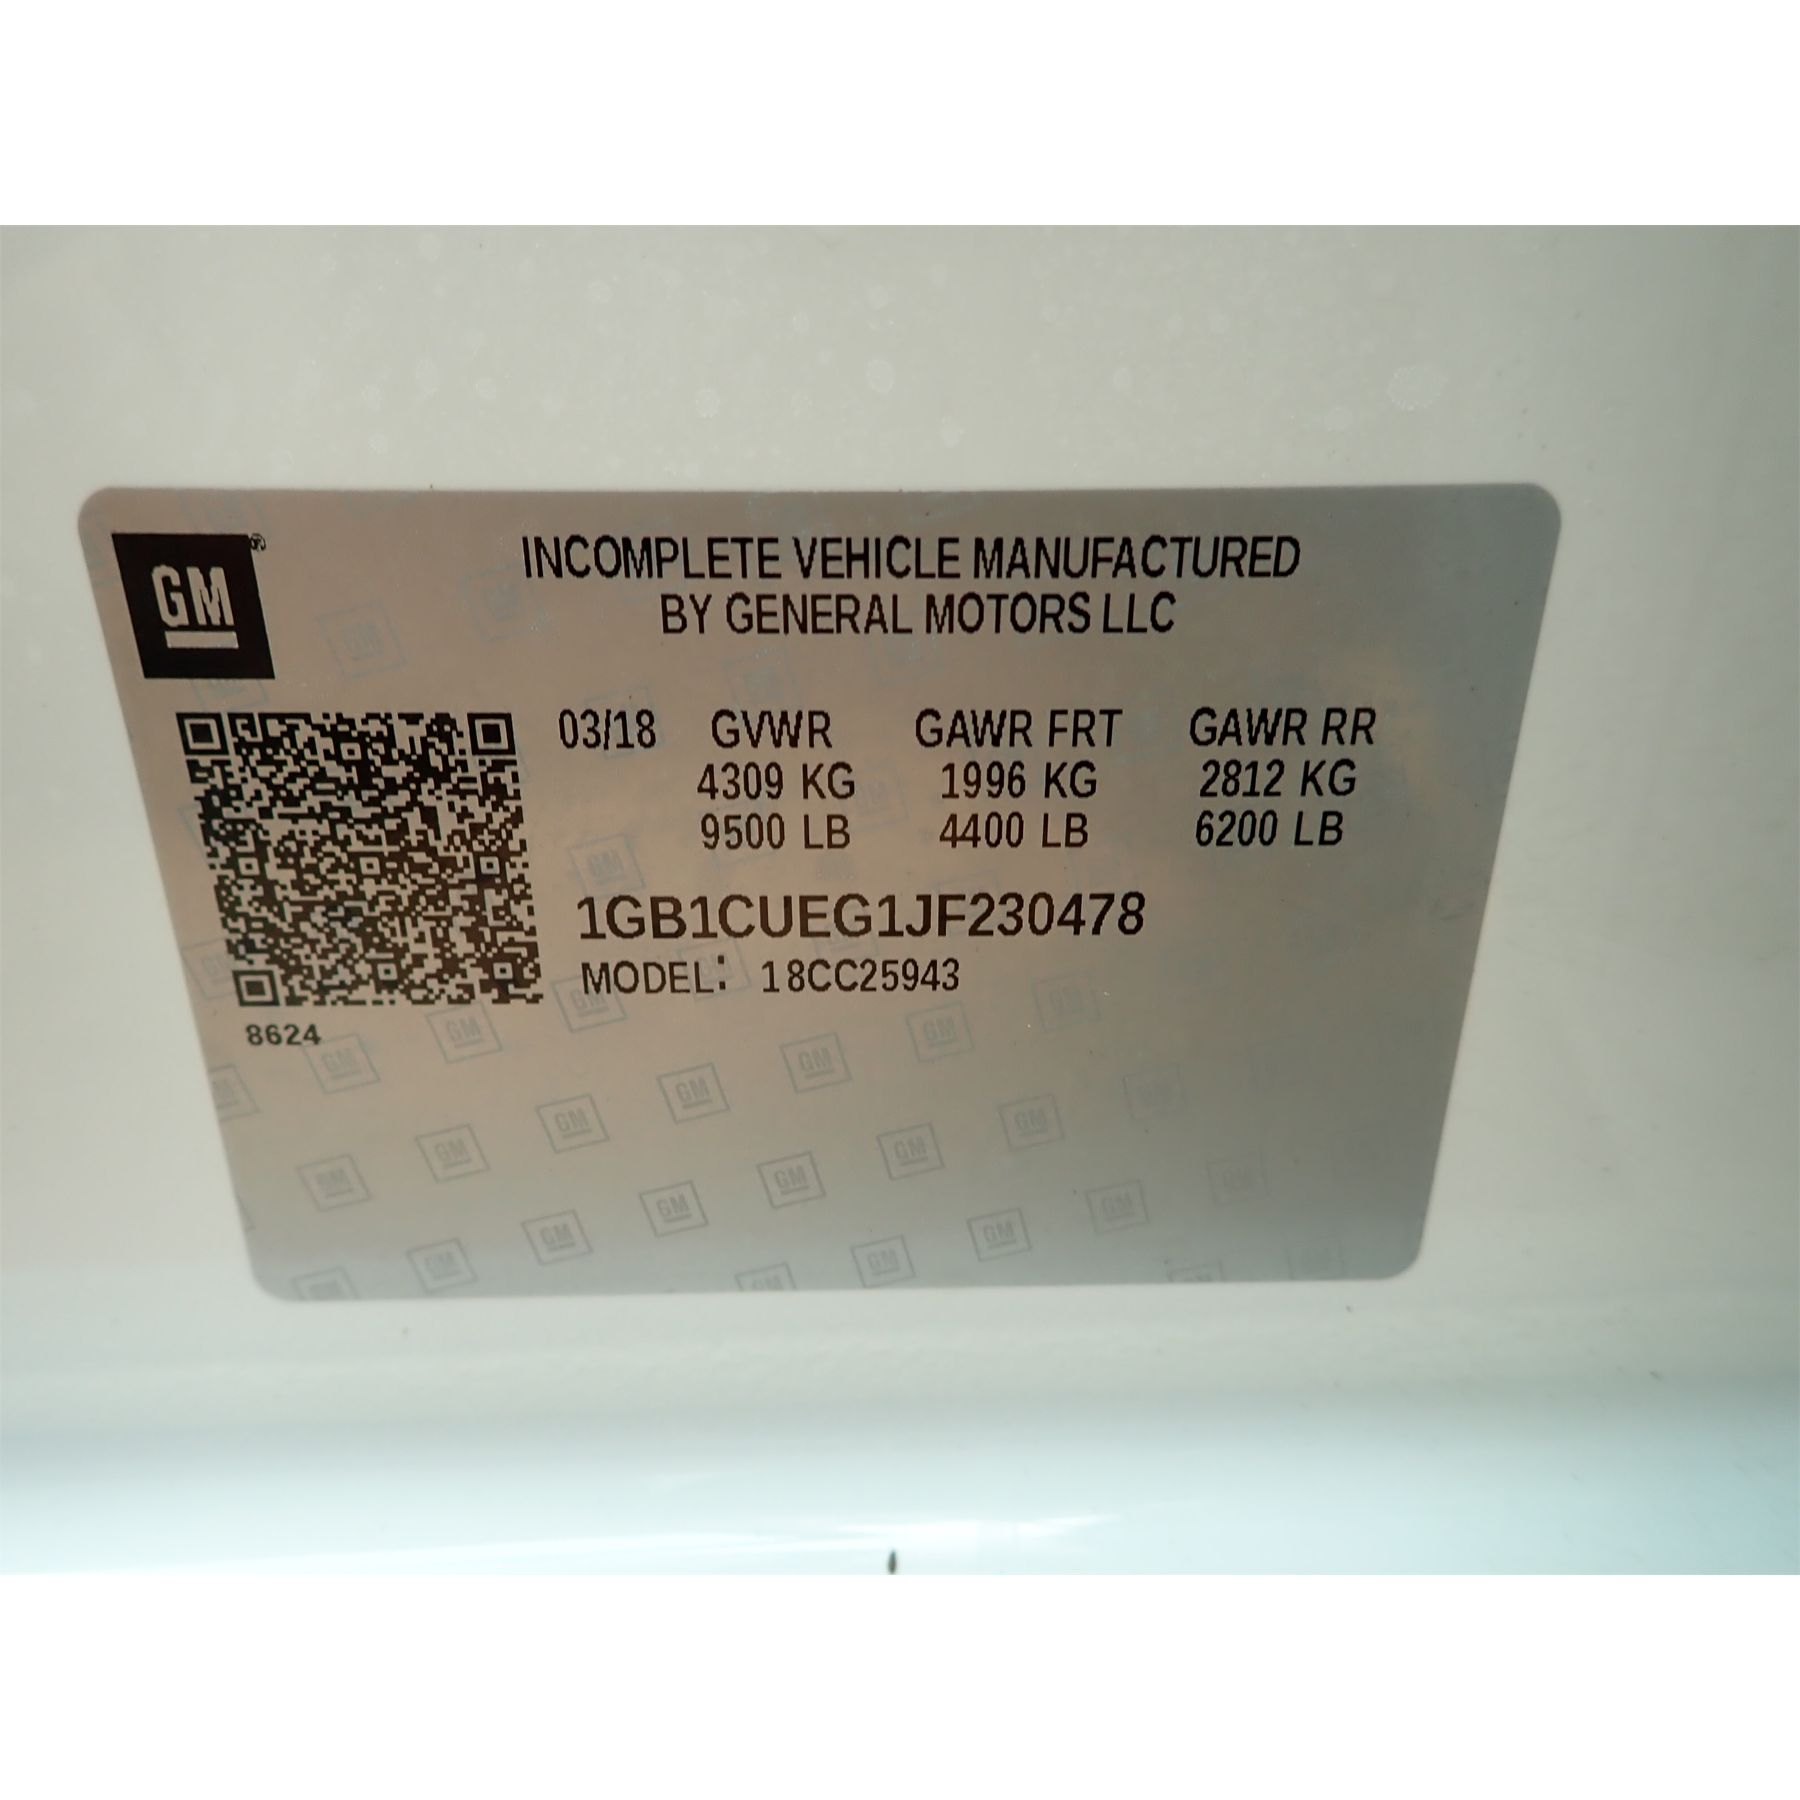 GM®
INCOMPLETE VEHICLE MANUFACTURED
BY GENERAL MOTORS LLC
03/18 GVWR GAWR FRT GAWR RR
4309 KG 1996 KG 2812 KG
9500 LB 4400 LB 6200 LB
1GB1CUEG1JF230478
MODEL: 18CC25943
8624